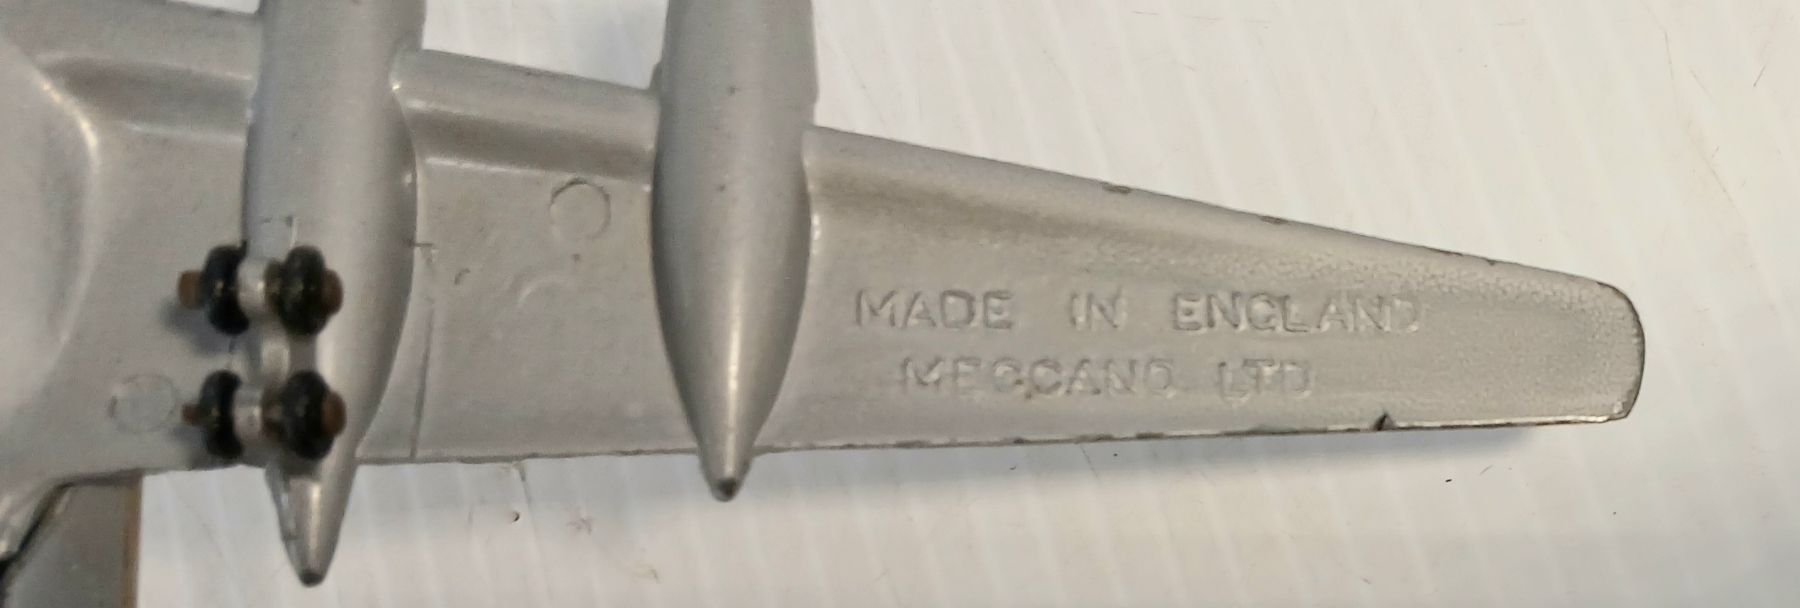 MADE IN ENGLAND
MECCANO LTD